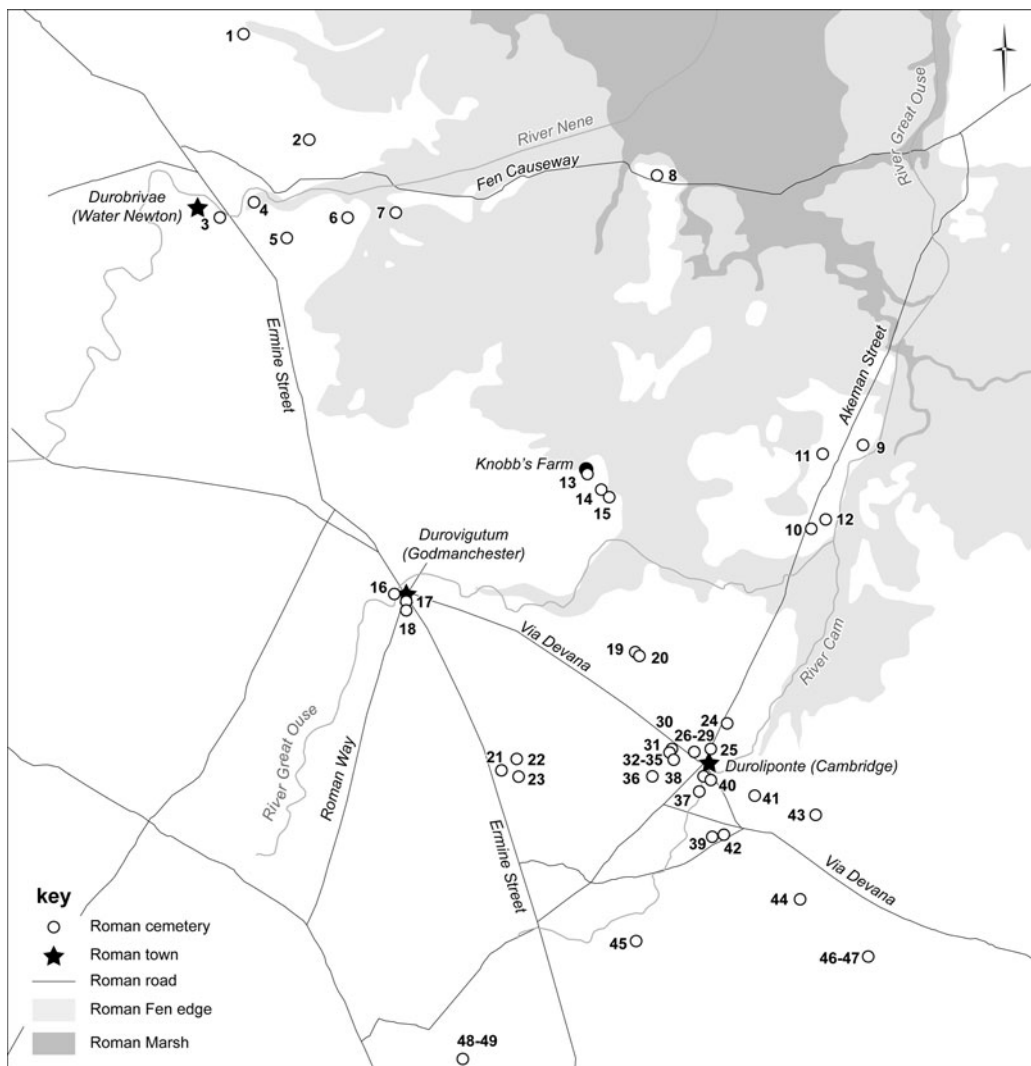 1
2
River Nene
Fen Causeway
River Great Ouse
8
Durobrivae
(Water Newton)
3
4
5
6
7
Ermine
Street
Akeman Street
9
11
Knobb's Farm
13
14
15
10
12
Durovigutum
(Godmanchester)
16
17
18
Via Devana
19
20
River Cam
River Great Ouse
Roman Way
24
30
26-29
31
25
32-35
21
22
23
36
38
Duroliponte (Cambridge)
40
37
41
43
39
42
Ermine
Street
Via Devana
44
45
46-47
48-49
key
Roman cemetery
Roman town
Roman road
Roman Fen edge
Roman Marsh